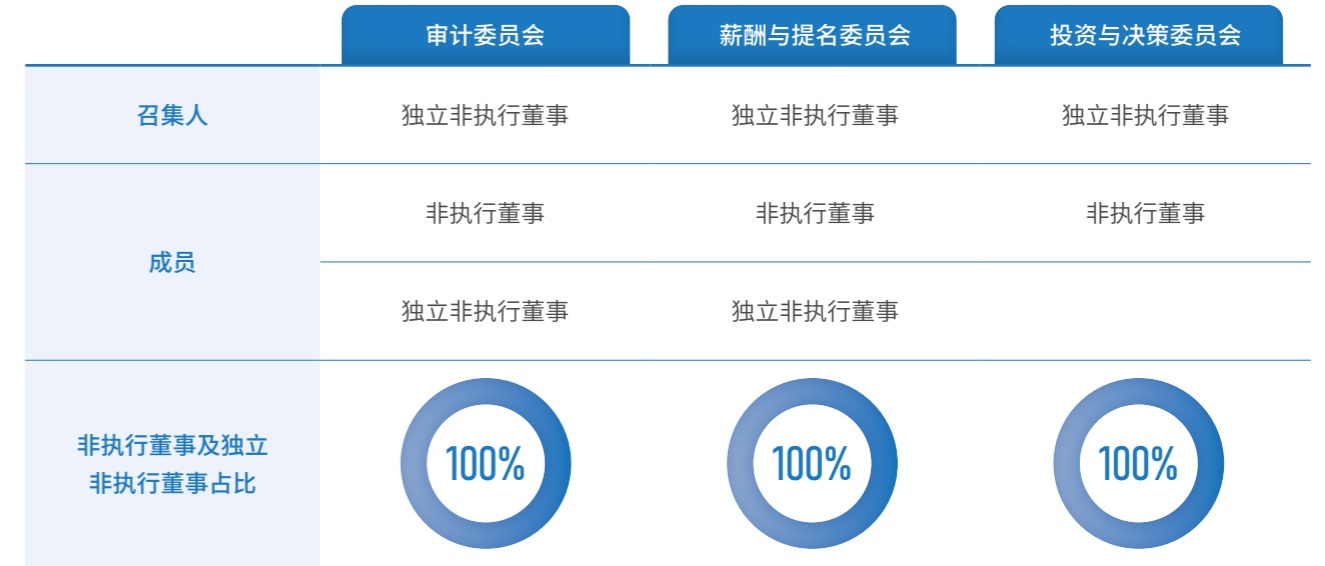 审计委员会 薪酬与提名委员会 投资与决策委员会
召集人 独立非执行董事 独立非执行董事 独立非执行董事
成员 非执行董事 非执行董事 非执行董事
独立非执行董事 独立非执行董事
非执行董事及独立
非执行董事占比
100% 100% 100%